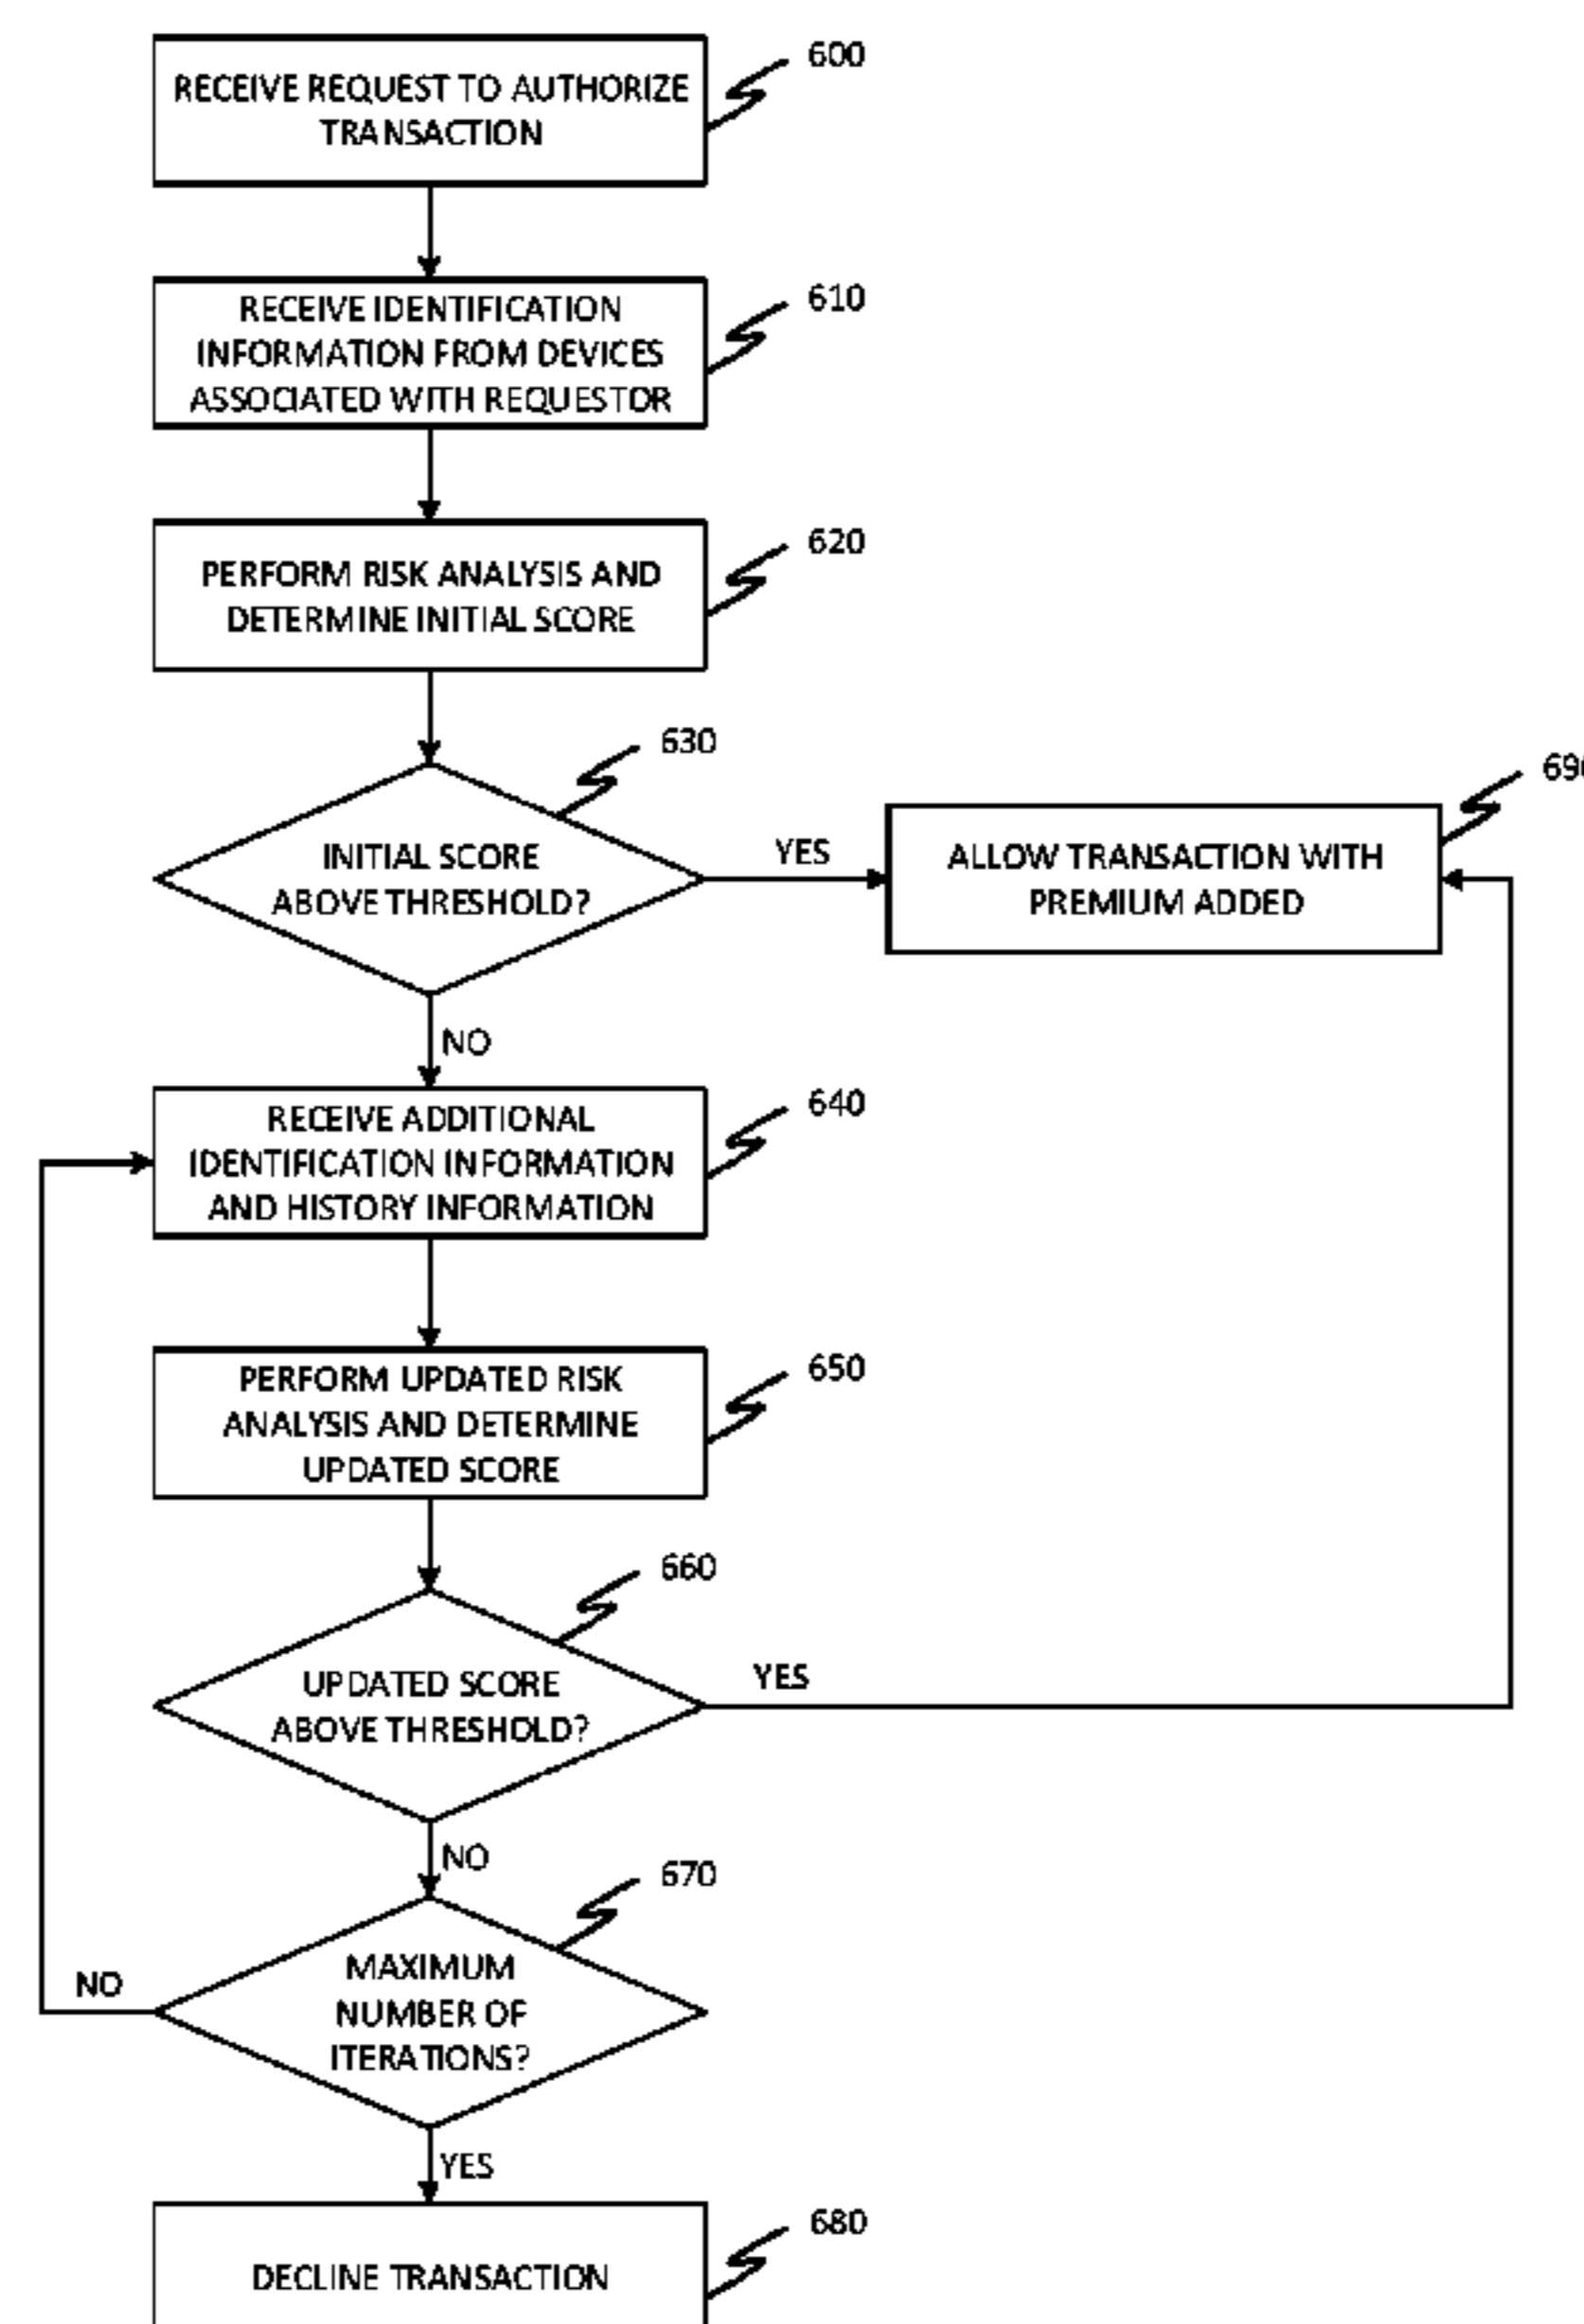 RECEIVE REQUEST TO AUTHORIZE
TRANSACTION
600
RECEIVE IDENTIFICATION
INFORMATION FROM DEVICES
ASSOCIATED WITH REQUESTOR
610
PERFORM RISK ANALYSIS AND
DETERMINE INITIAL SCORE
620
630
INITIAL SCORE
ABOVE THRESHOLD?
YES
ALLOW TRANSACTION WITH
PREMIUM ADDED
690
NO
RECEIVE ADDITIONAL
IDENTIFICATION INFORMATION
AND HISTORY INFORMATION
640
PERFORM UPDATED RISK
ANALYSIS AND DETERMINE
UPDATED SCORE
650
660
UPDATED SCORE
ABOVE THRESHOLD?
YES
NO
670
MAXIMUM
NUMBER OF
ITERATIONS?
NO
YES
DECLINE TRANSACTION
680